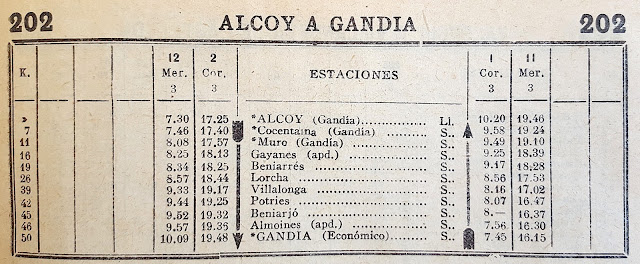 202 ALCOY A GANDIA 202
12 2 1 11
K. Mer. Cor. ESTACIONES Cor. Mer.
3 3 3 3
» 7.30 17.25 *ALCOY (Gandía)................ Ll. 10.20 19.46
7 7.46 17.40 *Cocentaina (Gandía) ........... S.. 9.58 19 24
11 8.08 17.57 *Muro (Gandía) ................ S.. 9.49 19.10
16 8.25 18.13 Gayanes (apd.) ................ S.. 9.25 18.39
19 8.34 18.25 Beniarrés ..................... S.. 9.17 18.28
26 8.57 18.44 Lorcha ........................ S.. 8.56 17.53
39 9.33 19.17 Villalonga .................... S.. 8.16 17.02
42 9.44 19.25 Potries ....................... S.. 8.07 16.47
45 9.52 19.32 Beniarjó ...................... S.. 8.— 16.37
46 9.57 19.36 Almoines (apd.) ............... S.. 7.56 16.30
50 10.09 19.48 *GANDIA (Económico)......... S.. 7.45 16.15